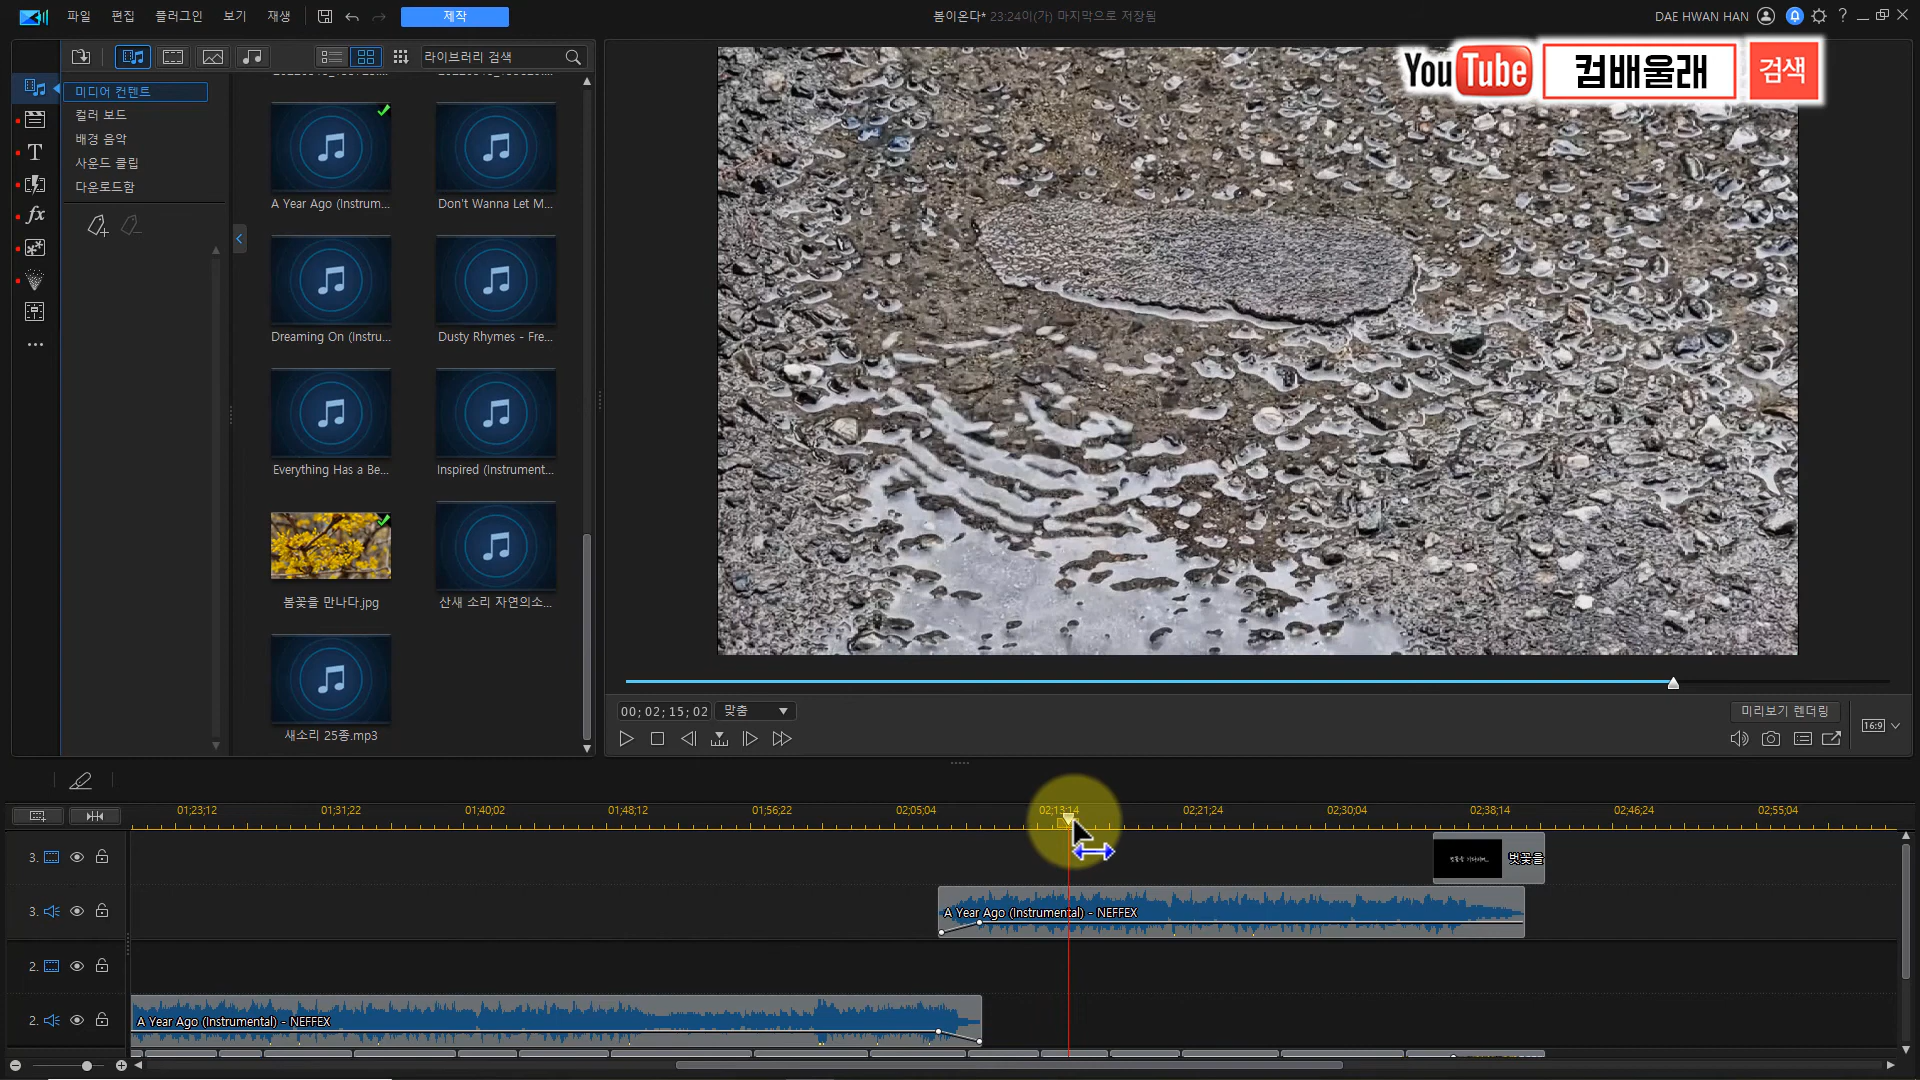 파일 편집 플러그인 보기 재생 제작 봄이온다* 23:24이(가) 마지막으로 저장됨 DAE HWAN HAN
라이브러리 검색
YouTube 컴배울래 검색
미디어 컨텐트
컬러 보드
배경 음악
사운드 클립
다운로드함
A Year Ago (Instrum... Don't Wanna Let M...
Dreaming On (Instru... Dusty Rhymes - Fre...
Everything Has a Be... Inspired (Instrument...
봄꽃을 만나다.jpg 산새 소리 자연의소...
새소리 25종.mp3
00;02;15;02 맞춤 미리보기 렌더링 16:9
01;23;12 01;31;22 01;40;02 01;48;12 01;56;22 02;05;04 02;13;14 02;21;24 02;30;04 02;38;14 02;46;24 02;55;04
3. 벚꽃을
3. A Year Ago (Instrumental) - NEFFEX
2.
2. A Year Ago (Instrumental) - NEFFEX